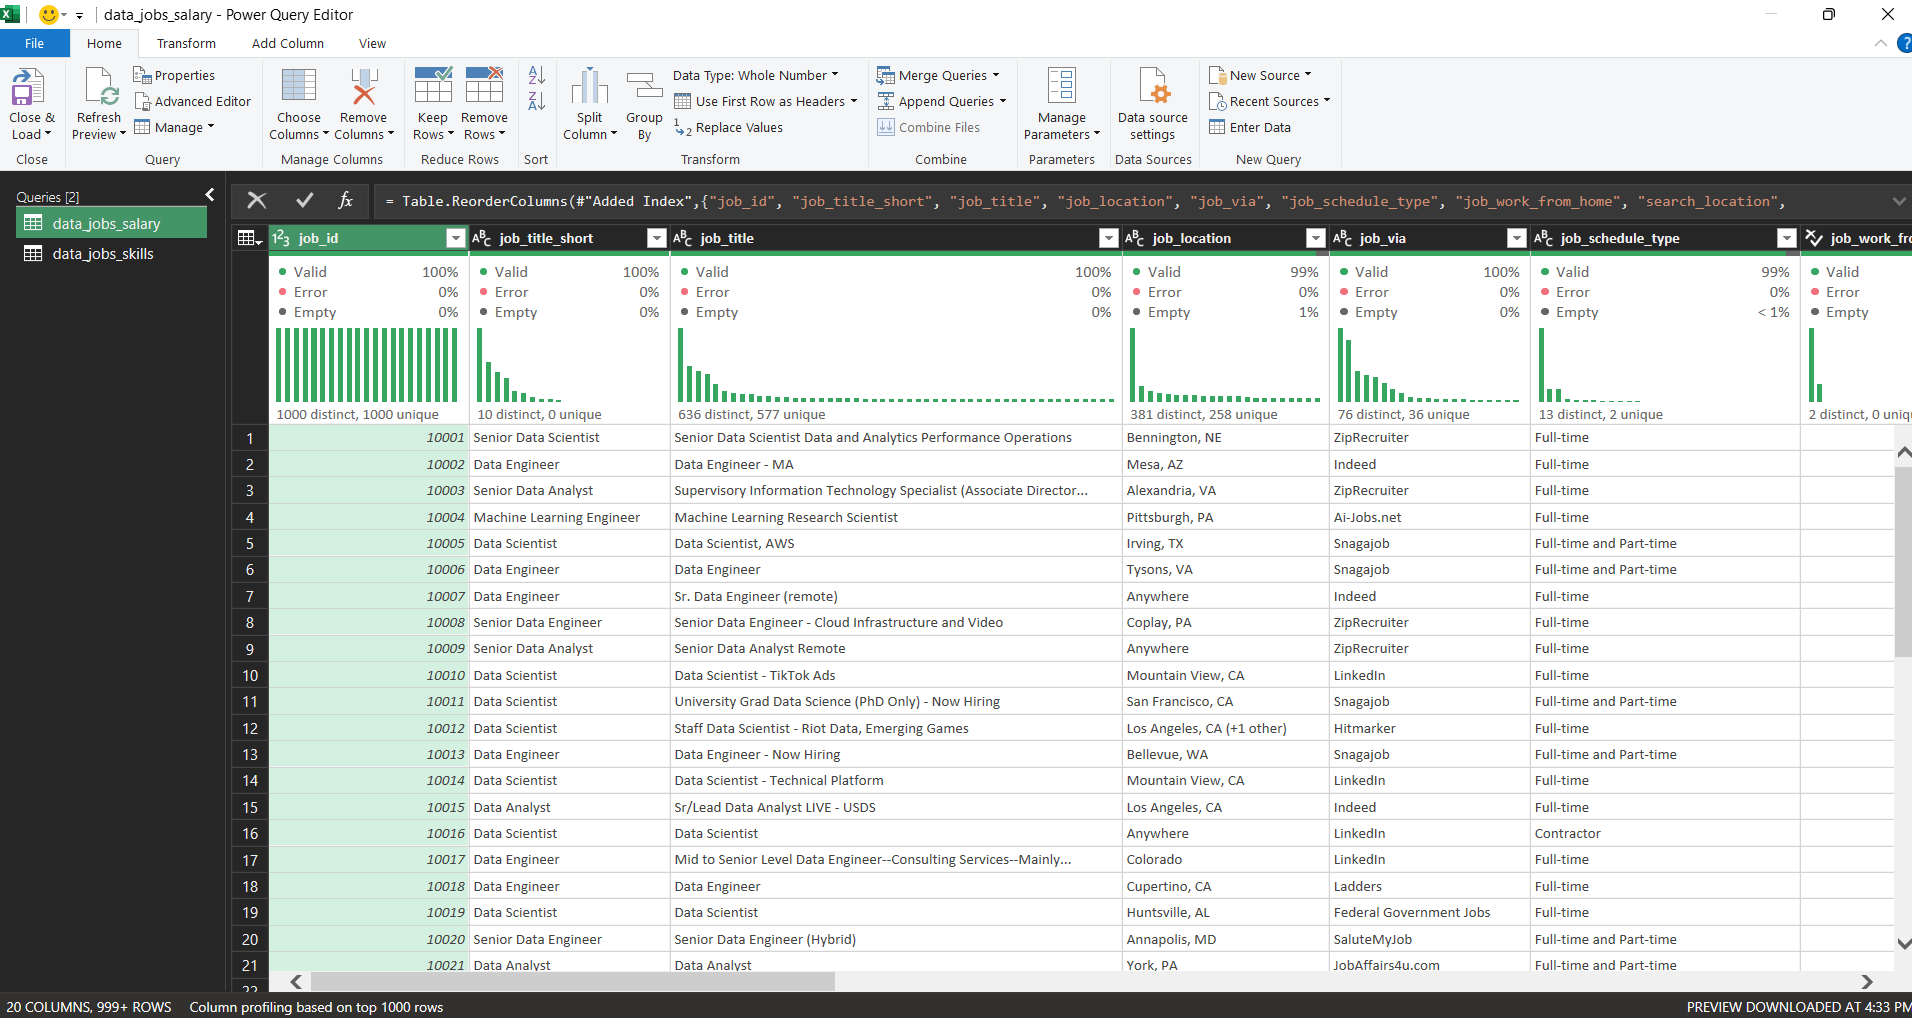 data_jobs_salary - Power Query Editor
File Home Transform Add Column View
Close & Load
Close
Refresh Preview
Properties
Advanced Editor
Manage
Query
Choose Columns
Remove Columns
Manage Columns
Keep Rows
Remove Rows
Reduce Rows
Sort
Split Column
Group By
Data Type: Whole Number
Use First Row as Headers
Replace Values
Transform
Merge Queries
Append Queries
Combine Files
Combine
Manage Parameters
Parameters
Data source settings
Data Sources
New Source
Recent Sources
Enter Data
New Query
Queries [2]
data_jobs_salary
data_jobs_skills
fx = Table.ReorderColumns(#"Added Index",{"job_id", "job_title_short", "job_title", "job_location", "job_via", "job_schedule_type", "job_work_from_home", "search_location",
job_id job_title_short job_title job_location job_via job_schedule_type job_work_fr
Valid 100% Valid 100% Valid 100% Valid 99% Valid 100% Valid 99% Valid
Error 0% Error 0% Error 0% Error 0% Error 0% Error 0% Error
Empty 0% Empty 0% Empty 0% Empty 1% Empty 0% Empty < 1% Empty
1000 distinct, 1000 unique 10 distinct, 0 unique 636 distinct, 577 unique 381 distinct, 258 unique 76 distinct, 36 unique 13 distinct, 2 unique 2 distinct, 0 uniq
1 10001 Senior Data Scientist Senior Data Scientist Data and Analytics Performance Operations Bennington, NE ZipRecruiter Full-time
2 10002 Data Engineer Data Engineer - MA Mesa, AZ Indeed Full-time
3 10003 Senior Data Analyst Supervisory Information Technology Specialist (Associate Director... Alexandria, VA ZipRecruiter Full-time
4 10004 Machine Learning Engineer Machine Learning Research Scientist Pittsburgh, PA Ai-Jobs.net Full-time
5 10005 Data Scientist Data Scientist, AWS Irving, TX Snagajob Full-time and Part-time
6 10006 Data Engineer Data Engineer Tysons, VA Snagajob Full-time and Part-time
7 10007 Data Engineer Sr. Data Engineer (remote) Anywhere Indeed Full-time
8 10008 Senior Data Engineer Senior Data Engineer - Cloud Infrastructure and Video Coplay, PA ZipRecruiter Full-time
9 10009 Senior Data Analyst Senior Data Analyst Remote Anywhere ZipRecruiter Full-time
10 10010 Data Scientist Data Scientist - TikTok Ads Mountain View, CA LinkedIn Full-time
11 10011 Data Scientist University Grad Data Science (PhD Only) - Now Hiring San Francisco, CA Snagajob Full-time and Part-time
12 10012 Data Scientist Staff Data Scientist - Riot Data, Emerging Games Los Angeles, CA (+1 other) Hitmarker Full-time
13 10013 Data Engineer Data Engineer - Now Hiring Bellevue, WA Snagajob Full-time and Part-time
14 10014 Data Scientist Data Scientist - Technical Platform Mountain View, CA LinkedIn Full-time
15 10015 Data Analyst Sr/Lead Data Analyst LIVE - USDS Los Angeles, CA Indeed Full-time
16 10016 Data Scientist Data Scientist Anywhere LinkedIn Contractor
17 10017 Data Engineer Mid to Senior Level Data Engineer--Consulting Services--Mainly... Colorado LinkedIn Full-time
18 10018 Data Engineer Data Engineer Cupertino, CA Ladders Full-time
19 10019 Data Scientist Data Scientist Huntsville, AL Federal Government Jobs Full-time
20 10020 Senior Data Engineer Senior Data Engineer (Hybrid) Annapolis, MD SaluteMyJob Full-time and Part-time
21 10021 Data Analyst Data Analyst York, PA JobAffairs4u.com Full-time and Part-time
22
20 COLUMNS, 999+ ROWS Column profiling based on top 1000 rows PREVIEW DOWNLOADED AT 4:33 PM